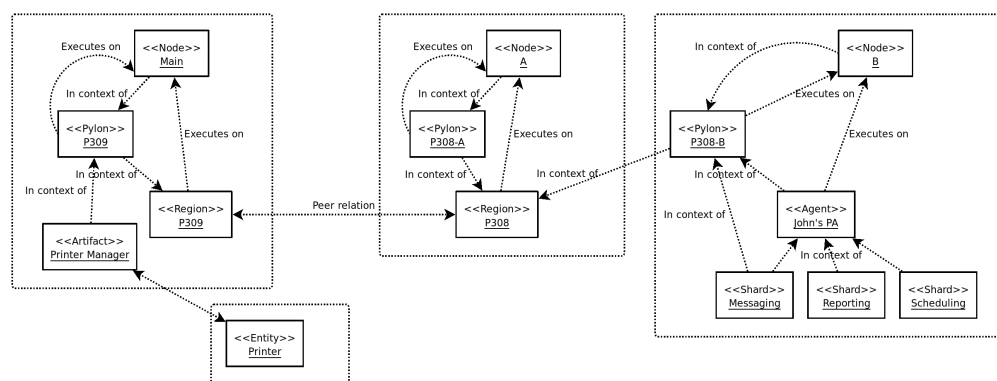 <<Node>>
Main
Executes on
In context of
<<Pylon>>
P309
In context of
Executes on
In context of
<<Region>>
P309
<<Artifact>>
Printer Manager
<<Entity>>
Printer
Peer relation
<<Node>>
A
Executes on
In context of
<<Pylon>>
P308-A
In context of
Executes on
<<Region>>
P308
In context of
<<Node>>
B
In context of
Executes on
<<Pylon>>
P308-B
Executes on
In context of
<<Agent>>
John's PA
In context of
In context of
<<Shard>>
Messaging
<<Shard>>
Reporting
<<Shard>>
Scheduling